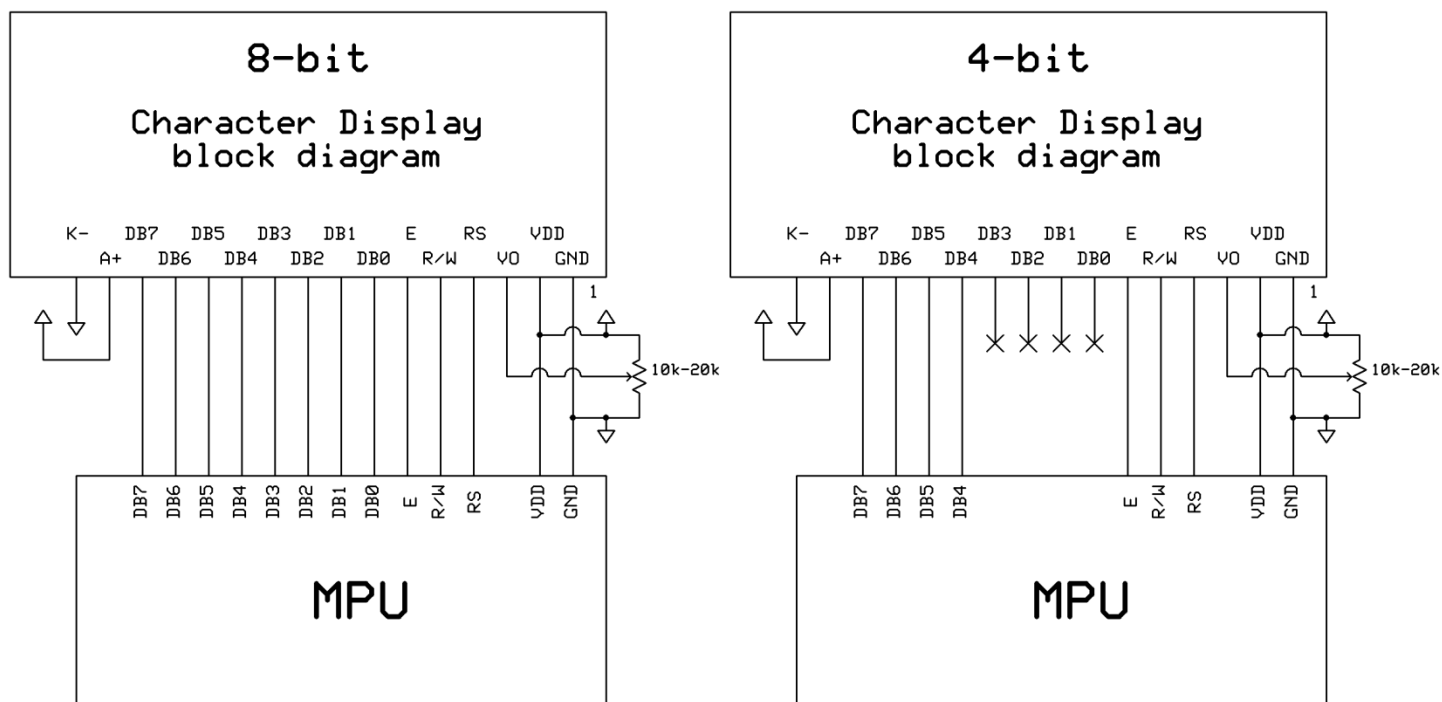 8-bit
Character Display
block diagram
K- DB7 DB5 DB3 DB1 E RS VDD
A+ DB6 DB4 DB2 DB0 R/W VO GND
1
10k-20k
DB7 DB6 DB5 DB4 DB3 DB2 DB1 DB0 E R/W RS VDD GND
MPU
4-bit
Character Display
block diagram
K- DB7 DB5 DB3 DB1 E RS VDD
A+ DB6 DB4 DB2 DB0 R/W VO GND
1
10k-20k
DB7 DB6 DB5 DB4 E R/W RS VDD GND
MPU